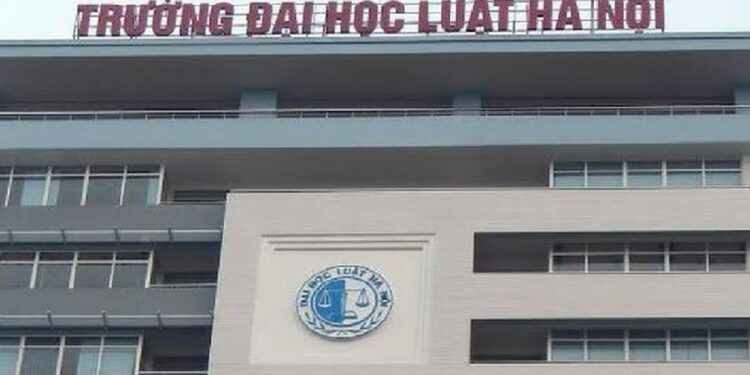 TRƯỜNG ĐẠI HỌC LUẬT HÀ NỘI
ĐẠI HỌC LUẬT HÀ NỘI